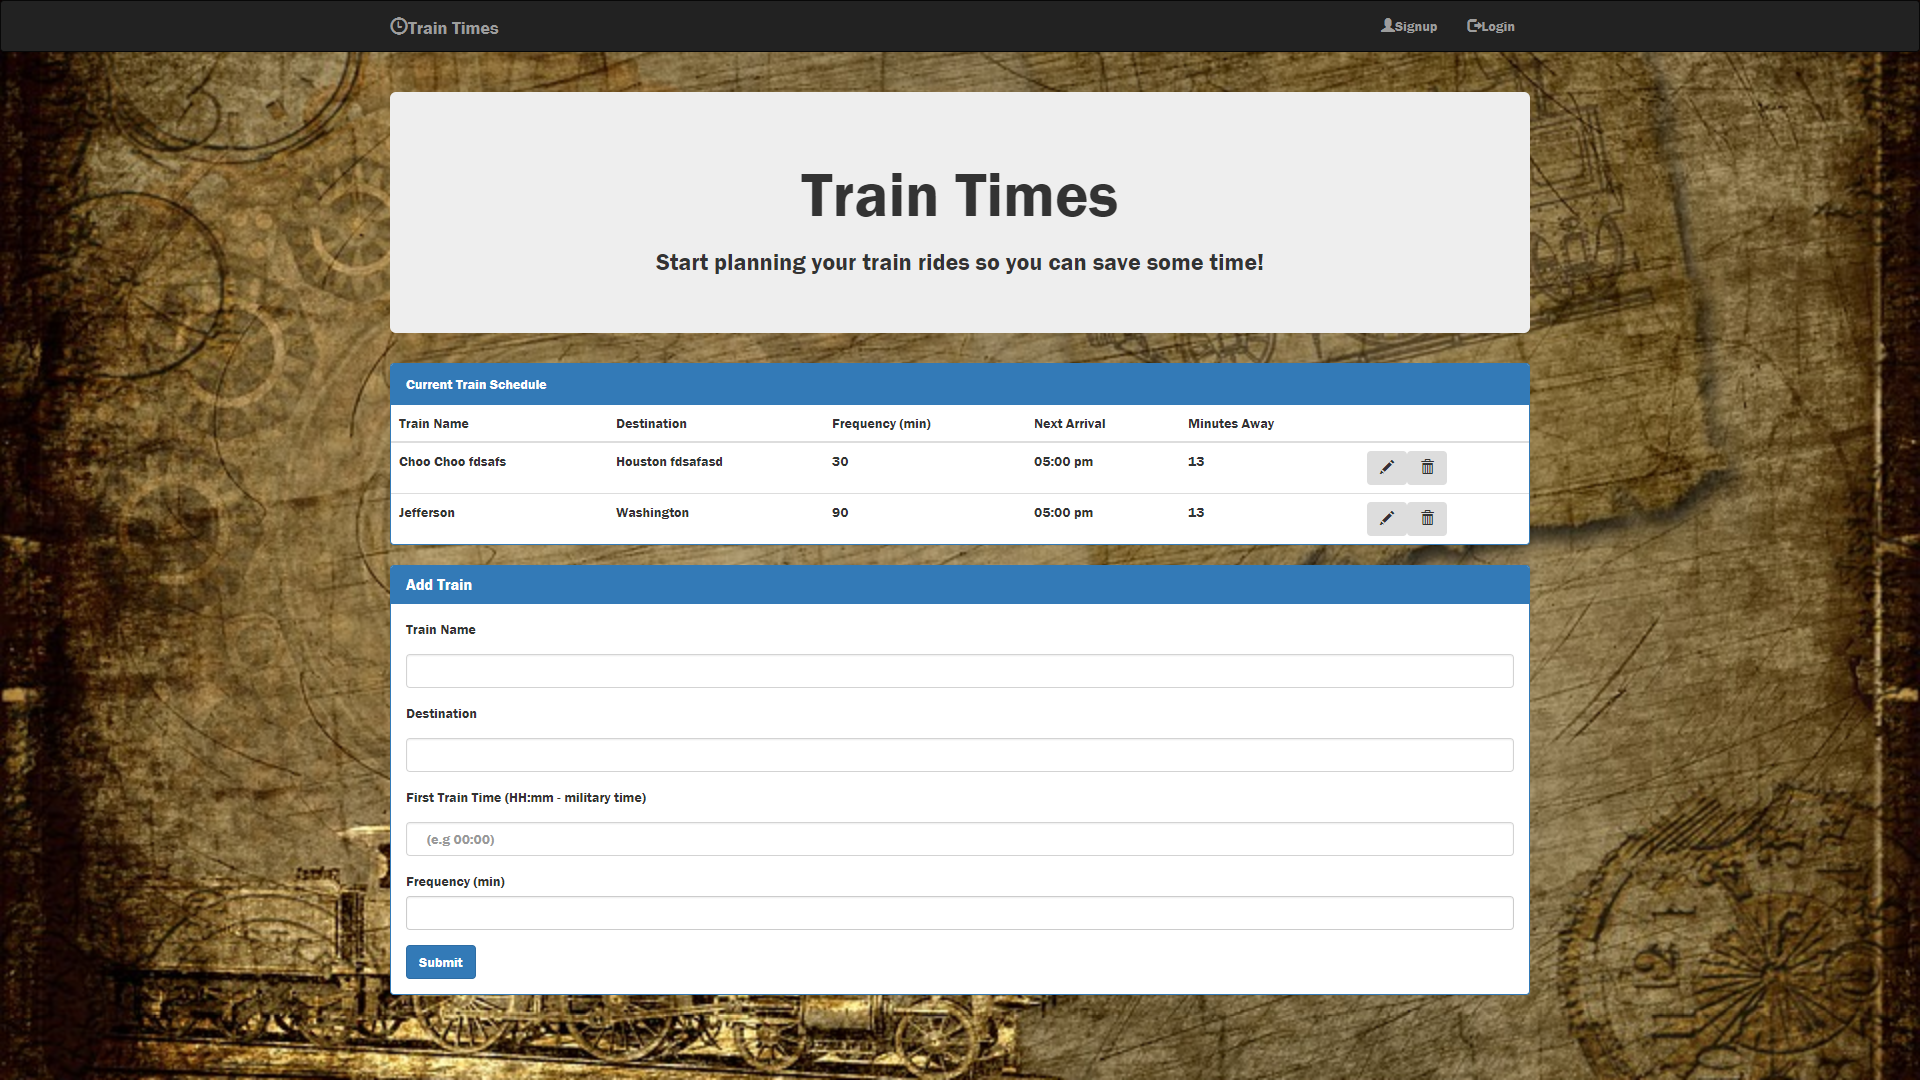 Train Times Signup Login
Train Times
Start planning your train rides so you can save some time!
Current Train Schedule
Train Name Destination Frequency (min) Next Arrival Minutes Away
Choo Choo fdsafs Houston fdsafasd 30 05:00 pm 13
Jefferson Washington 90 05:00 pm 13
Add Train
Train Name
Destination
First Train Time (HH:mm - military time)
(e.g 00:00)
Frequency (min)
Submit